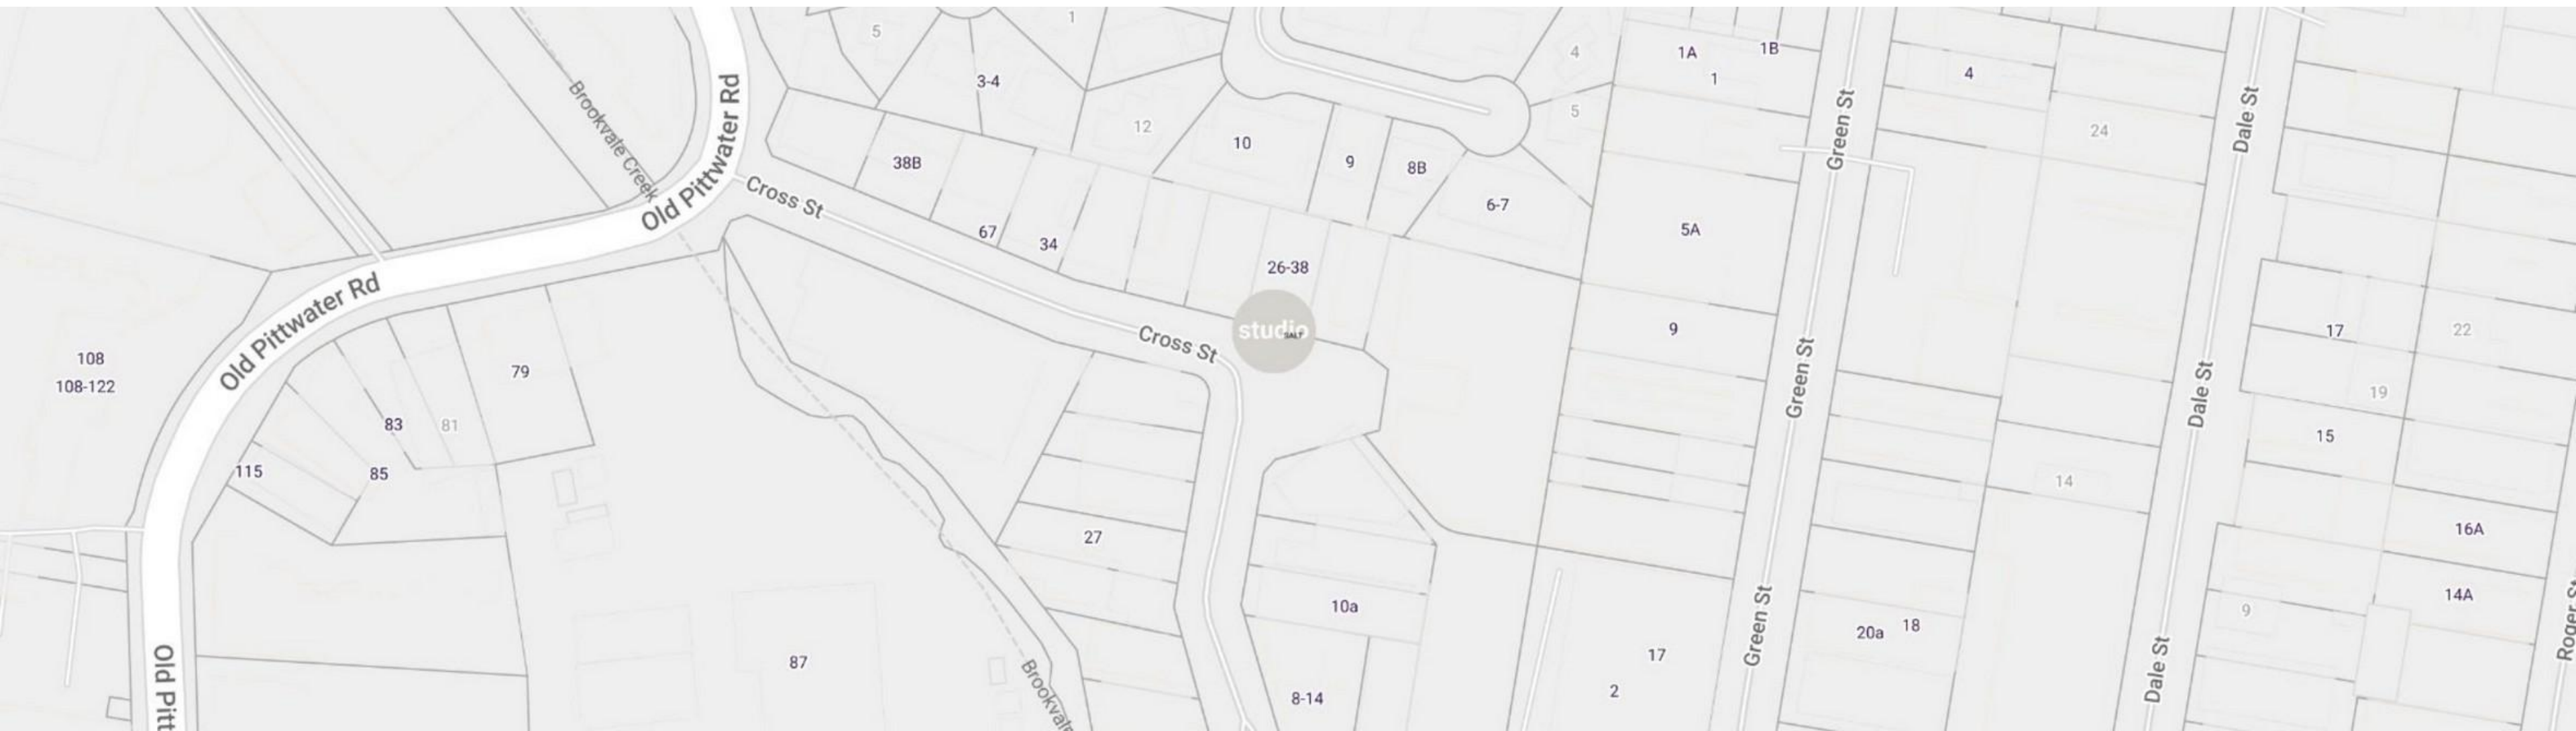 5
1
4
1A
1B
1
4
3-4
Old Pittwater Rd
Brookvale Creek
Green St
Dale St
5
12
24
38B
10
9
8B
Cross St
6-7
67
34
5A
26-38
Old Pittwater Rd
Old Pittwater Rd
studio
SALT
Cross St
9
17
22
108
108-122
79
Green St
Dale St
19
83
81
15
115
85
27
14
16A
10a
14A
9
20a
18
17
87
2
8-14
Green St
Dale St
Roger St
Old Pitt
Brookvale